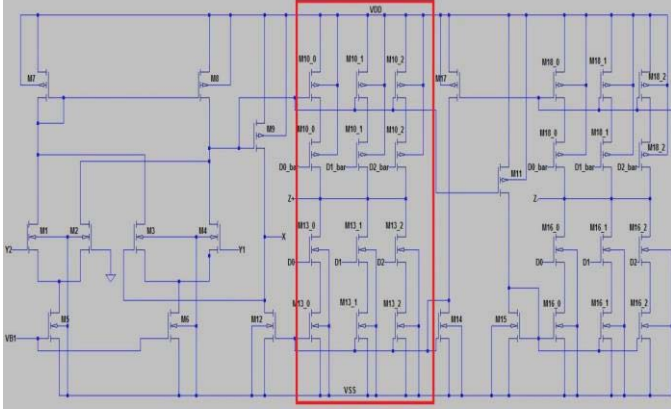 VDD
M7 M8 M10_0 M10_1 M10_2 M17 M18_0 M18_1 M18_2
M9
M10_0 M10_1 M10_2 M18_0 M18_1 M18_2
D0_bar D1_bar D2_bar M11 D0_bar D1_bar D2_bar
Z+ Z-
M1 M2 M3 M4 X M13_0 M13_1 M13_2 M16_0 M16_1 M16_2
Y2 Y1 D0 D1 D2 D0 D1 D2
M5 M6 M12 M13_0 M13_1 M13_2 M14 M15 M16_0 M16_1 M16_2
VB1
VSS